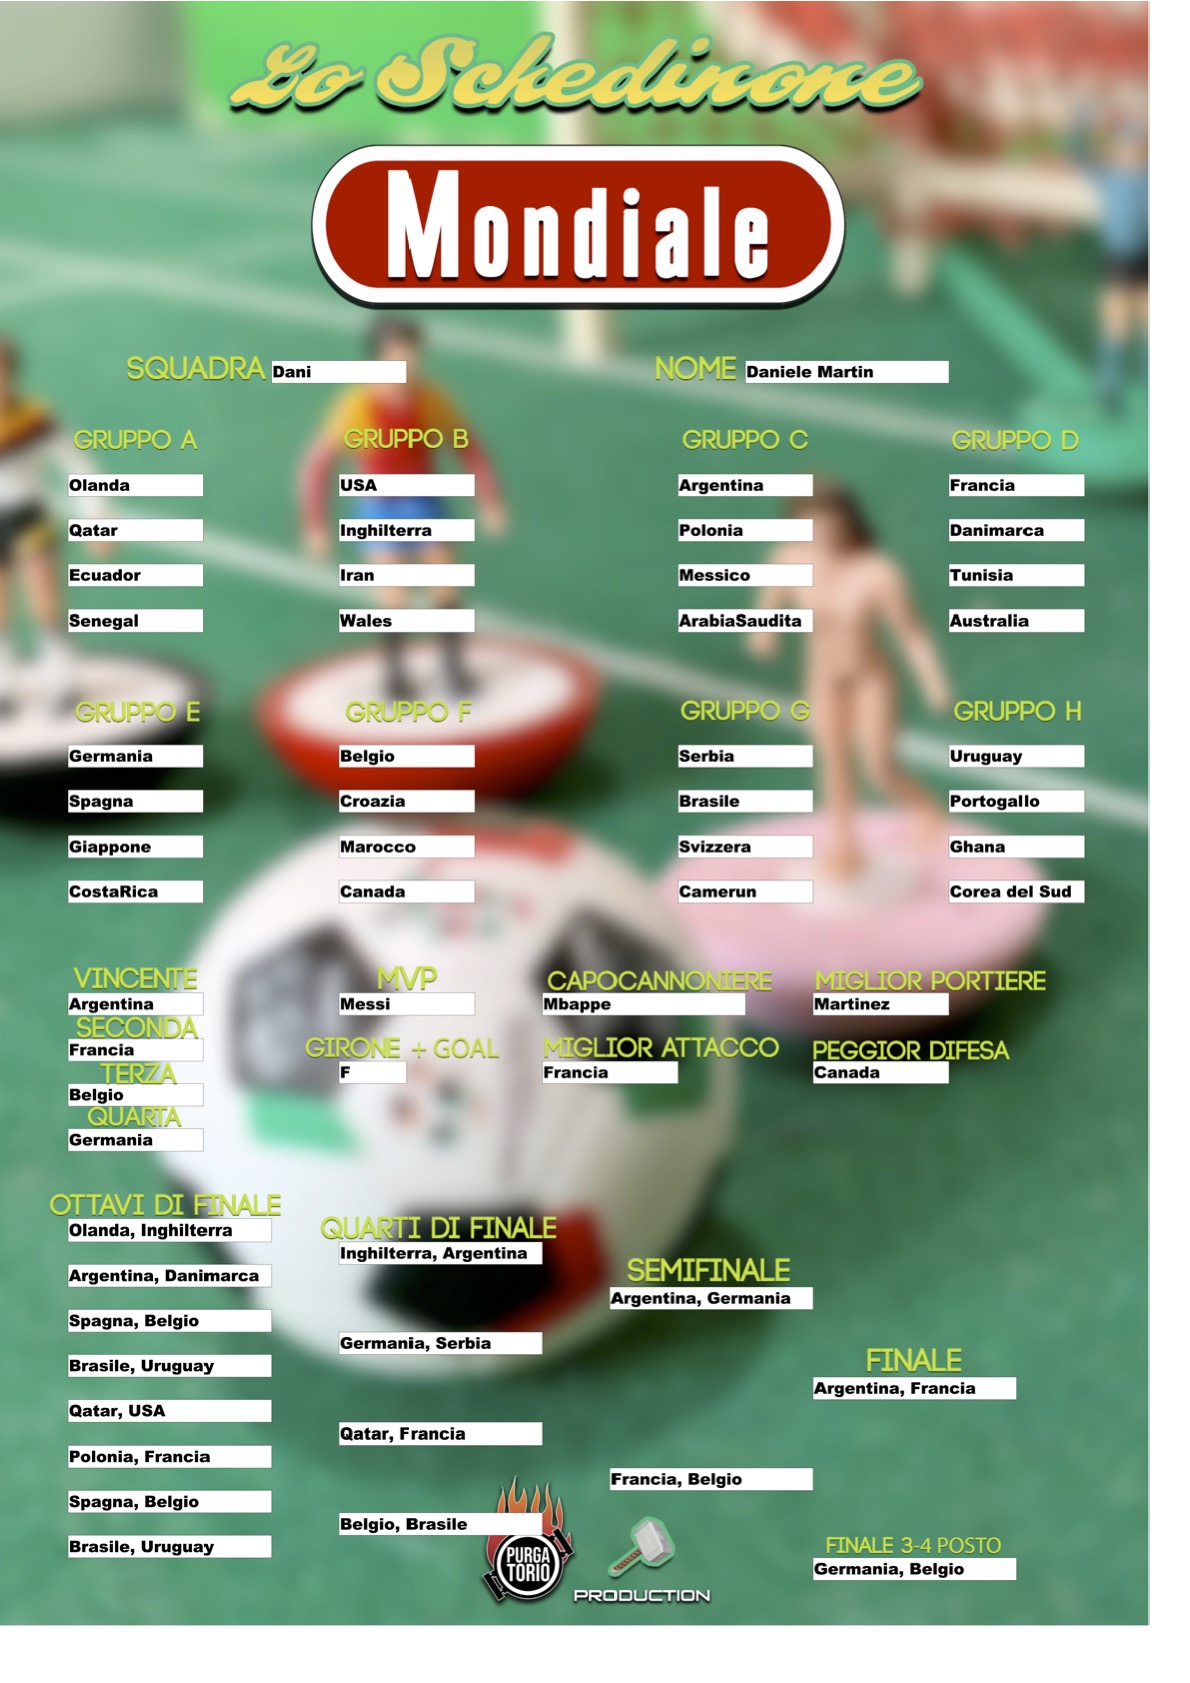 Lo Schedinone
Mondiale
SQUADRA Dani
NOME Daniele Martin
GRUPPO A
Olanda
Qatar
Ecuador
Senegal
GRUPPO B
USA
Inghilterra
Iran
Wales
GRUPPO C
Argentina
Polonia
Messico
ArabiaSaudita
GRUPPO D
Francia
Danimarca
Tunisia
Australia
GRUPPO E
Germania
Spagna
Giappone
CostaRica
GRUPPO F
Belgio
Croazia
Marocco
Canada
GRUPPO G
Serbia
Brasile
Svizzera
Camerun
GRUPPO H
Uruguay
Portogallo
Ghana
Corea del Sud
VINCENTE
Argentina
SECONDA
Francia
TERZA
Belgio
QUARTA
Germania
MVP
Messi
CAPOCANNONIERE
Mbappe
MIGLIOR PORTIERE
Martinez
GIRONE + GOAL
F
MIGLIOR ATTACCO
Francia
PEGGIOR DIFESA
Canada
OTTAVI DI FINALE
Olanda, Inghilterra
Argentina, Danimarca
Spagna, Belgio
Brasile, Uruguay
Qatar, USA
Polonia, Francia
Spagna, Belgio
Brasile, Uruguay
QUARTI DI FINALE
Inghilterra, Argentina
Germania, Serbia
Qatar, Francia
Belgio, Brasile
SEMIFINALE
Argentina, Germania
Francia, Belgio
FINALE
Argentina, Francia
FINALE 3-4 POSTO
Germania, Belgio
PURGA
TORIO
PRODUCTION